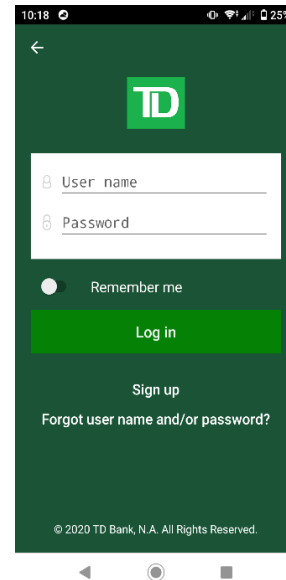 10:18
25%
TD
User name
Password
Remember me
Log in
Sign up
Forgot user name and/or password?
© 2020 TD Bank, N.A. All Rights Reserved.